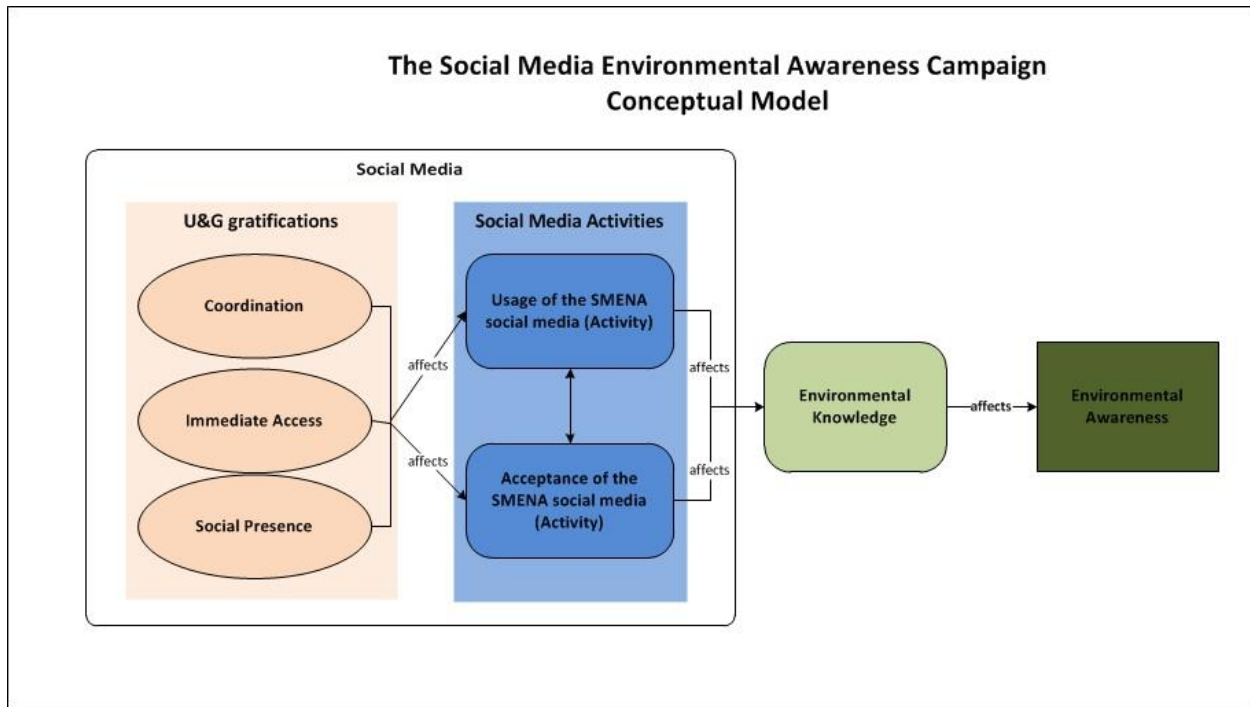 The Social Media Environmental Awareness Campaign
Conceptual Model
Social Media
U&G gratifications
Coordination
Immediate Access
Social Presence
affects
affects
Social Media Activities
Usage of the SMENA
social media (Activity)
Acceptance of the
SMENA social media
(Activity)
affects
affects
Environmental
Knowledge
affects
Environmental
Awareness